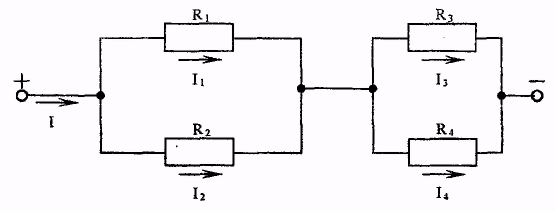 R₁ R₃
I₁ I₃
+ −
I
R₂ R₄
I₂ I₄